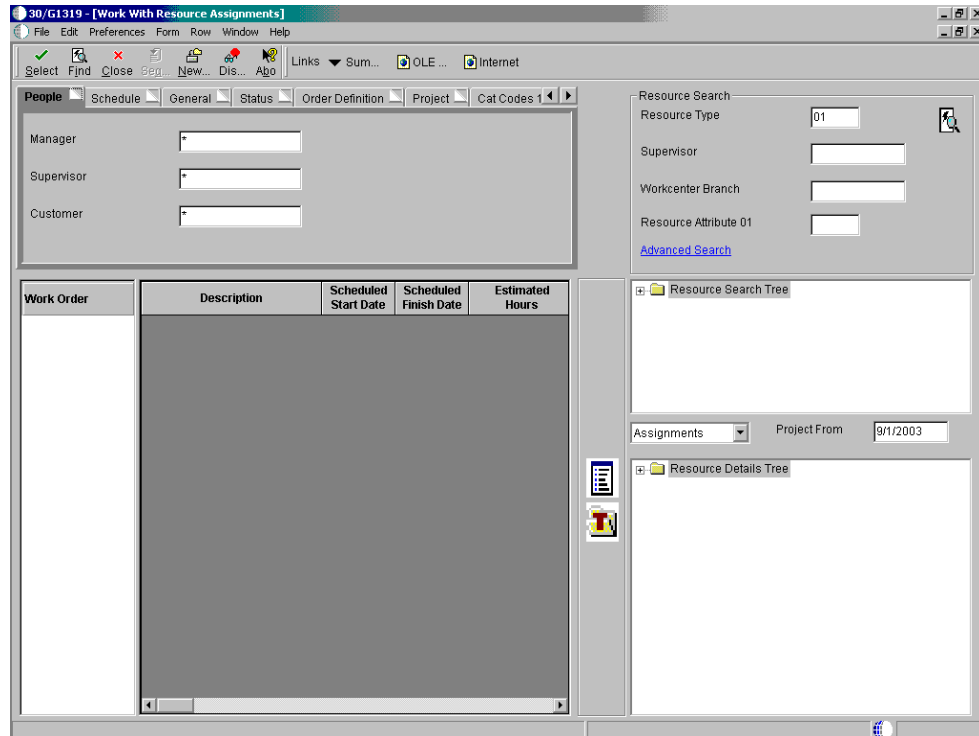 30/G1319 - [Work With Resource Assignments]
File Edit Preferences Form Row Window Help
Select Find Close Seq... New... Dis... Abo Links Sum... OLE ... Internet
People Schedule General Status Order Definition Project Cat Codes 1
Manager *
Supervisor *
Customer *
Resource Search
Resource Type 01
Supervisor
Workcenter Branch
Resource Attribute 01
Advanced Search
Work Order Description Scheduled Start Date Scheduled Finish Date Estimated Hours
Resource Search Tree
Assignments Project From 9/1/2003
Resource Details Tree